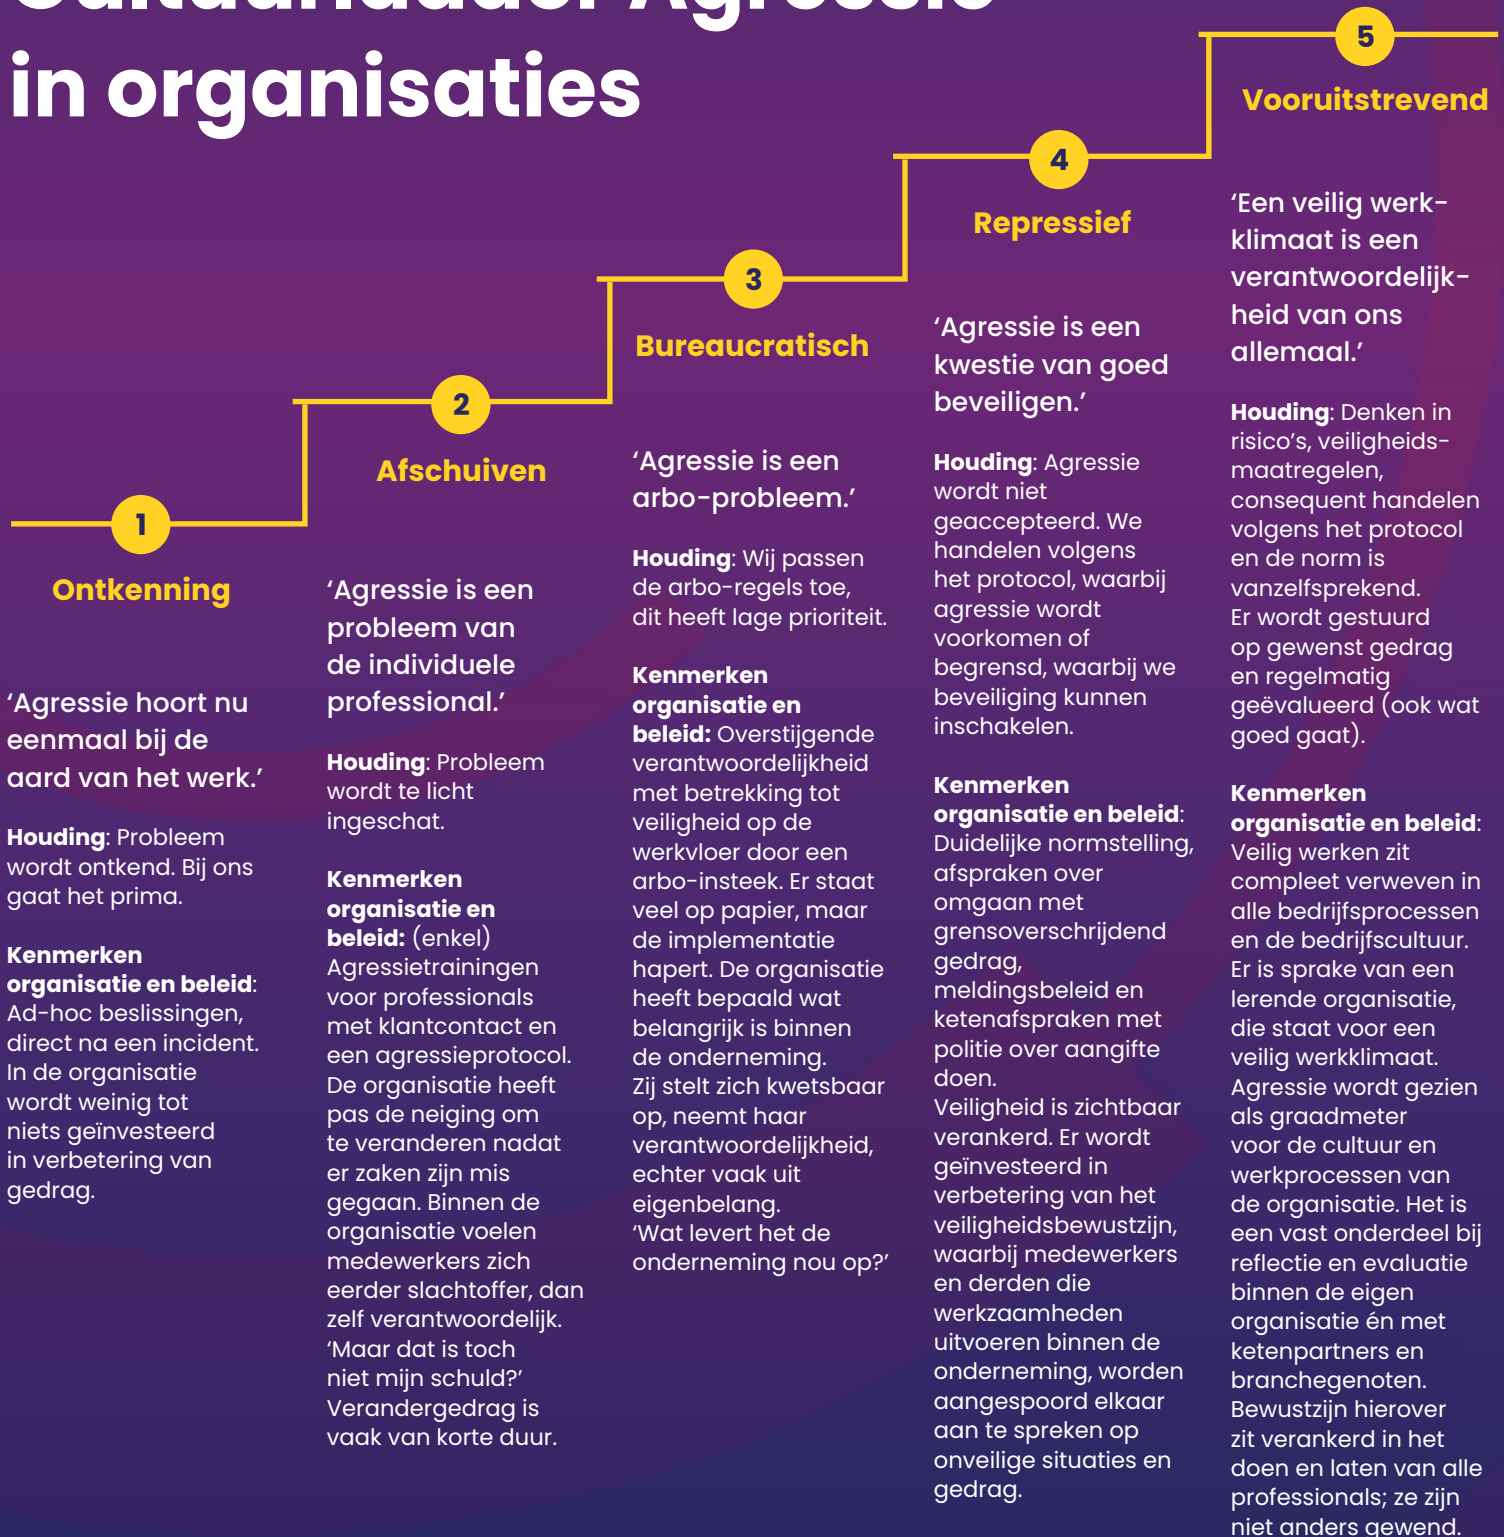 Cultuurladder Agressie
in organisaties
1
Ontkenning
‘Agressie hoort nu
eenmaal bij de
aard van het werk.’
Houding: Probleem
wordt ontkend. Bij ons
gaat het prima.
Kenmerken
organisatie en beleid:
Ad-hoc beslissingen,
direct na een incident.
In de organisatie
wordt weinig tot
niets geïnvesteerd
in verbetering van
gedrag.
2
Afschuiven
‘Agressie is een
probleem van
de individuele
professional.’
Houding: Probleem
wordt te licht
ingeschat.
Kenmerken
organisatie en
beleid: (enkel)
Agressietrainingen
voor professionals
met klantcontact en
een agressieprotocol.
De organisatie heeft
pas de neiging om
te veranderen nadat
er zaken zijn mis
gegaan. Binnen de
organisatie voelen
medewerkers zich
eerder slachtoffer, dan
zelf verantwoordelijk.
‘Maar dat is toch
niet mijn schuld?’
Verandergedrag is
vaak van korte duur.
3
Bureaucratisch
‘Agressie is een
arbo-probleem.’
Houding: Wij passen
de arbo-regels toe,
dit heeft lage prioriteit.
Kenmerken
organisatie en
beleid: Overstijgende
verantwoordelijkheid
met betrekking tot
veiligheid op de
werkvloer door een
arbo-insteek. Er staat
veel op papier, maar
de implementatie
hapert. De organisatie
heeft bepaald wat
belangrijk is binnen
de onderneming.
Zij stelt zich kwetsbaar
op, neemt haar
verantwoordelijkheid,
echter vaak uit
eigenbelang.
‘Wat levert het de
onderneming nou op?’
4
Repressief
‘Agressie is een
kwestie van goed
beveiligen.’
Houding: Agressie
wordt niet
geaccepteerd. We
handelen volgens
het protocol, waarbij
agressie wordt
voorkomen of
begrensd, waarbij we
beveiliging kunnen
inschakelen.
Kenmerken
organisatie en beleid:
Duidelijke normstelling,
afspraken over
omgaan met
grensoverschrijdend
gedrag,
meldingsbeleid en
ketenafspraken met
politie over aangifte
doen.
Veiligheid is zichtbaar
verankerd. Er wordt
geïnvesteerd in
verbetering van het
veiligheidsbewustzijn,
waarbij medewerkers
en derden die
werkzaamheden
uitvoeren binnen de
onderneming, worden
aangespoord elkaar
aan te spreken op
onveilige situaties en
gedrag.
5
Vooruitstrevend
‘Een veilig werk-
klimaat is een
verantwoordelijk-
heid van ons
allemaal.’
Houding: Denken in
risico’s, veiligheids-
maatregelen,
consequent handelen
volgens het protocol
en de norm is
vanzelfsprekend.
Er wordt gestuurd
op gewenst gedrag
en regelmatig
geëvalueerd (ook wat
goed gaat).
Kenmerken
organisatie en beleid:
Veilig werken zit
compleet verweven in
alle bedrijfsprocessen
en de bedrijfscultuur.
Er is sprake van een
lerende organisatie,
die staat voor een
veilig werkklimaat.
Agressie wordt gezien
als graadmeter
voor de cultuur en
werkprocessen van
de organisatie. Het is
een vast onderdeel bij
reflectie en evaluatie
binnen de eigen
organisatie én met
ketenpartners en
branchegenoten.
Bewustzijn hierover
zit verankerd in het
doen en laten van alle
professionals; ze zijn
niet anders gewend.